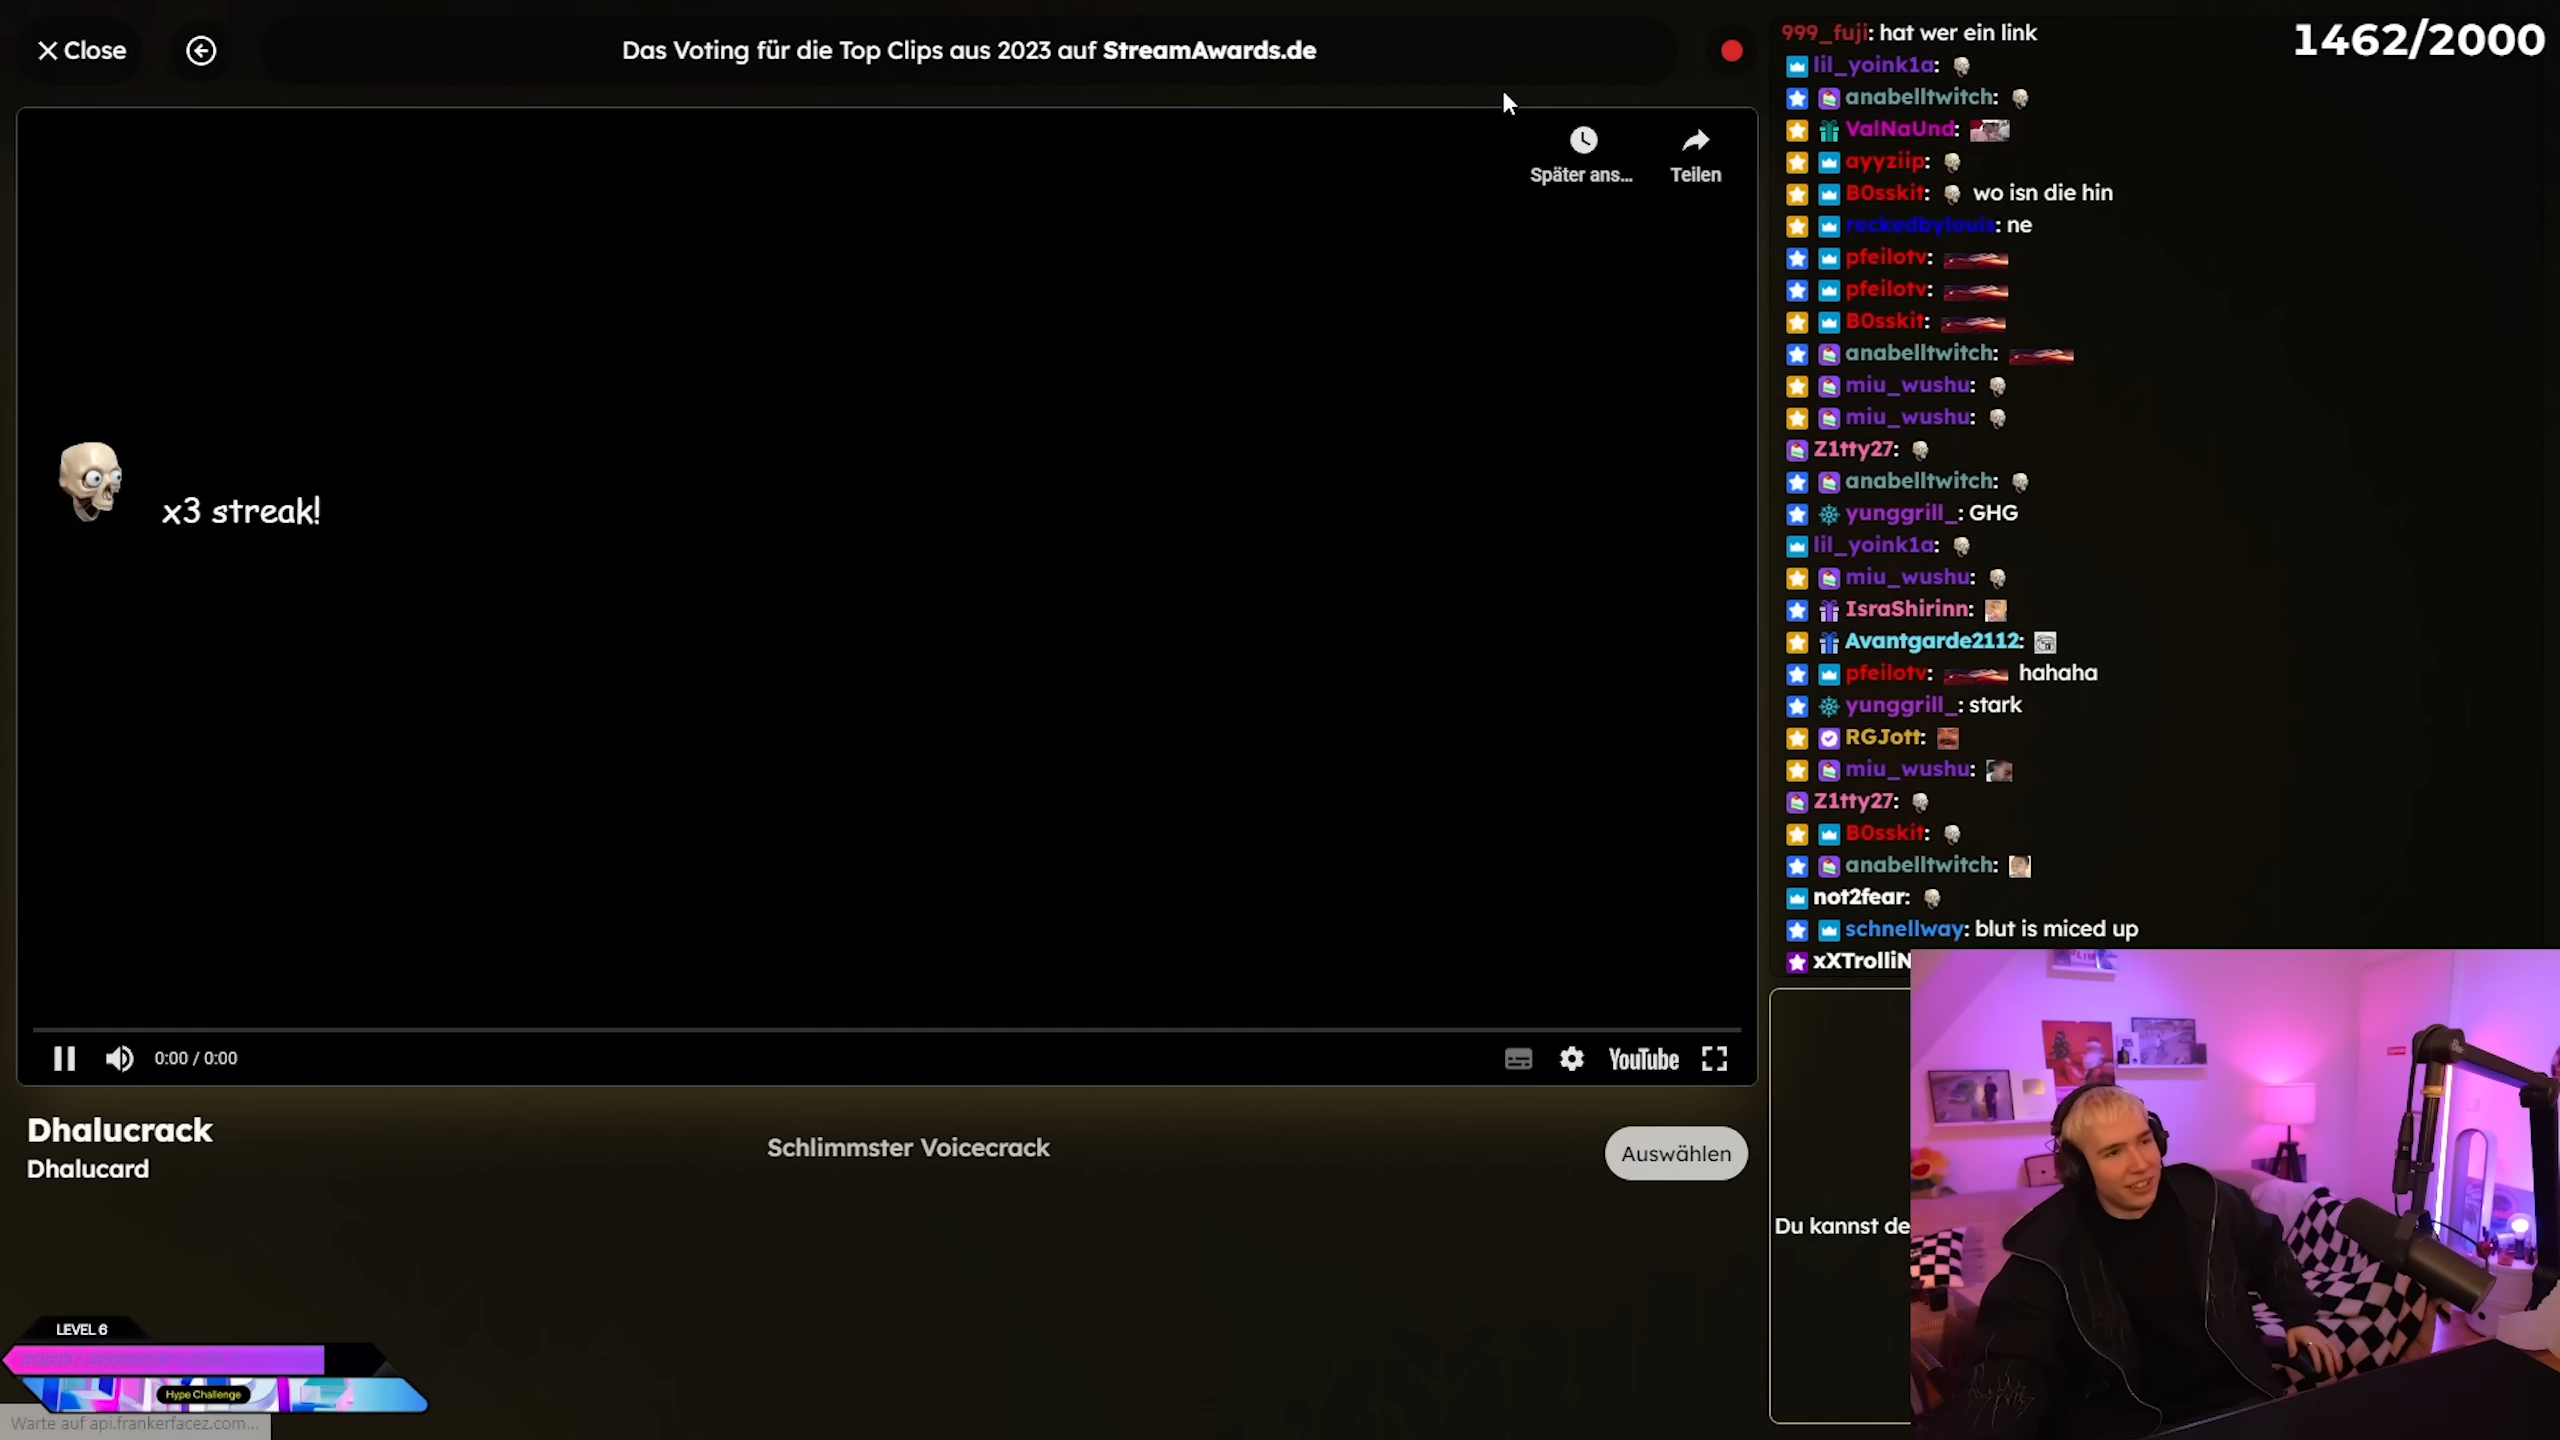 Close
Das Voting für die Top Clips aus 2023 auf StreamAwards.de
Später ans...
Teilen
x3 streak!
0:00 / 0:00
YouTube
Dhalucrack
Dhalucard
Schlimmster Voicecrack
Auswählen
LEVEL 6
Hype Challenge
Warte auf api.frankerfacez.com...
1462/2000
999_fuji: hat wer ein link
lil_yoink1a:
anabelltwitch:
ValNaUnd:
ayyziip:
B0sskit: wo isn die hin
reckedbylouis: ne
pfeilotv:
pfeilotv:
B0sskit:
anabelltwitch:
miu_wushu:
miu_wushu:
Z1tty27:
anabelltwitch:
yunggrill_: GHG
lil_yoink1a:
miu_wushu:
IsraShirinn:
Avantgarde2112:
pfeilotv: hahaha
yunggrill_: stark
RGJott:
miu_wushu:
Z1tty27:
B0sskit:
anabelltwitch:
not2fear:
schnellway: blut is miced up
xXTrolliN
Du kannst de